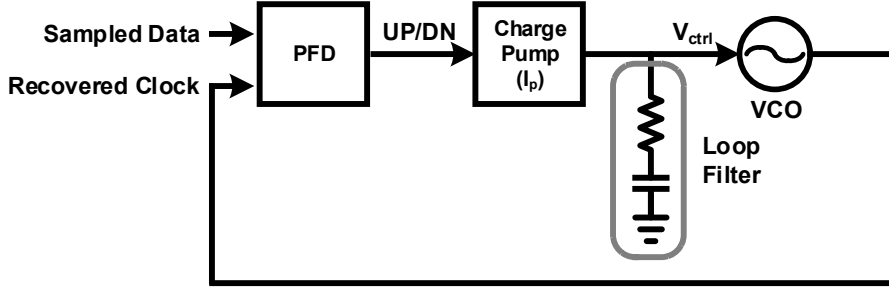 Sampled Data
Recovered Clock
PFD
UP/DN
Charge
Pump
(Ip)
Vctrl
VCO
Loop
Filter